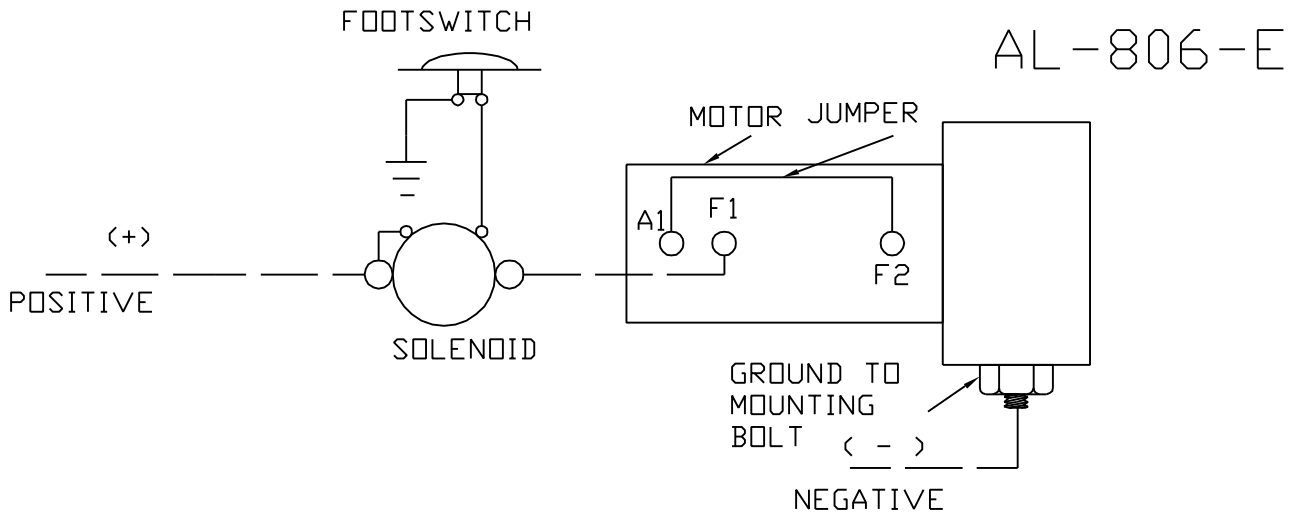 FOOTSWITCH
AL-806-E
MOTOR JUMPER
A1
F1
F2
(+)
POSITIVE
SOLENOID
GROUND TO
MOUNTING
BOLT
( - )
NEGATIVE